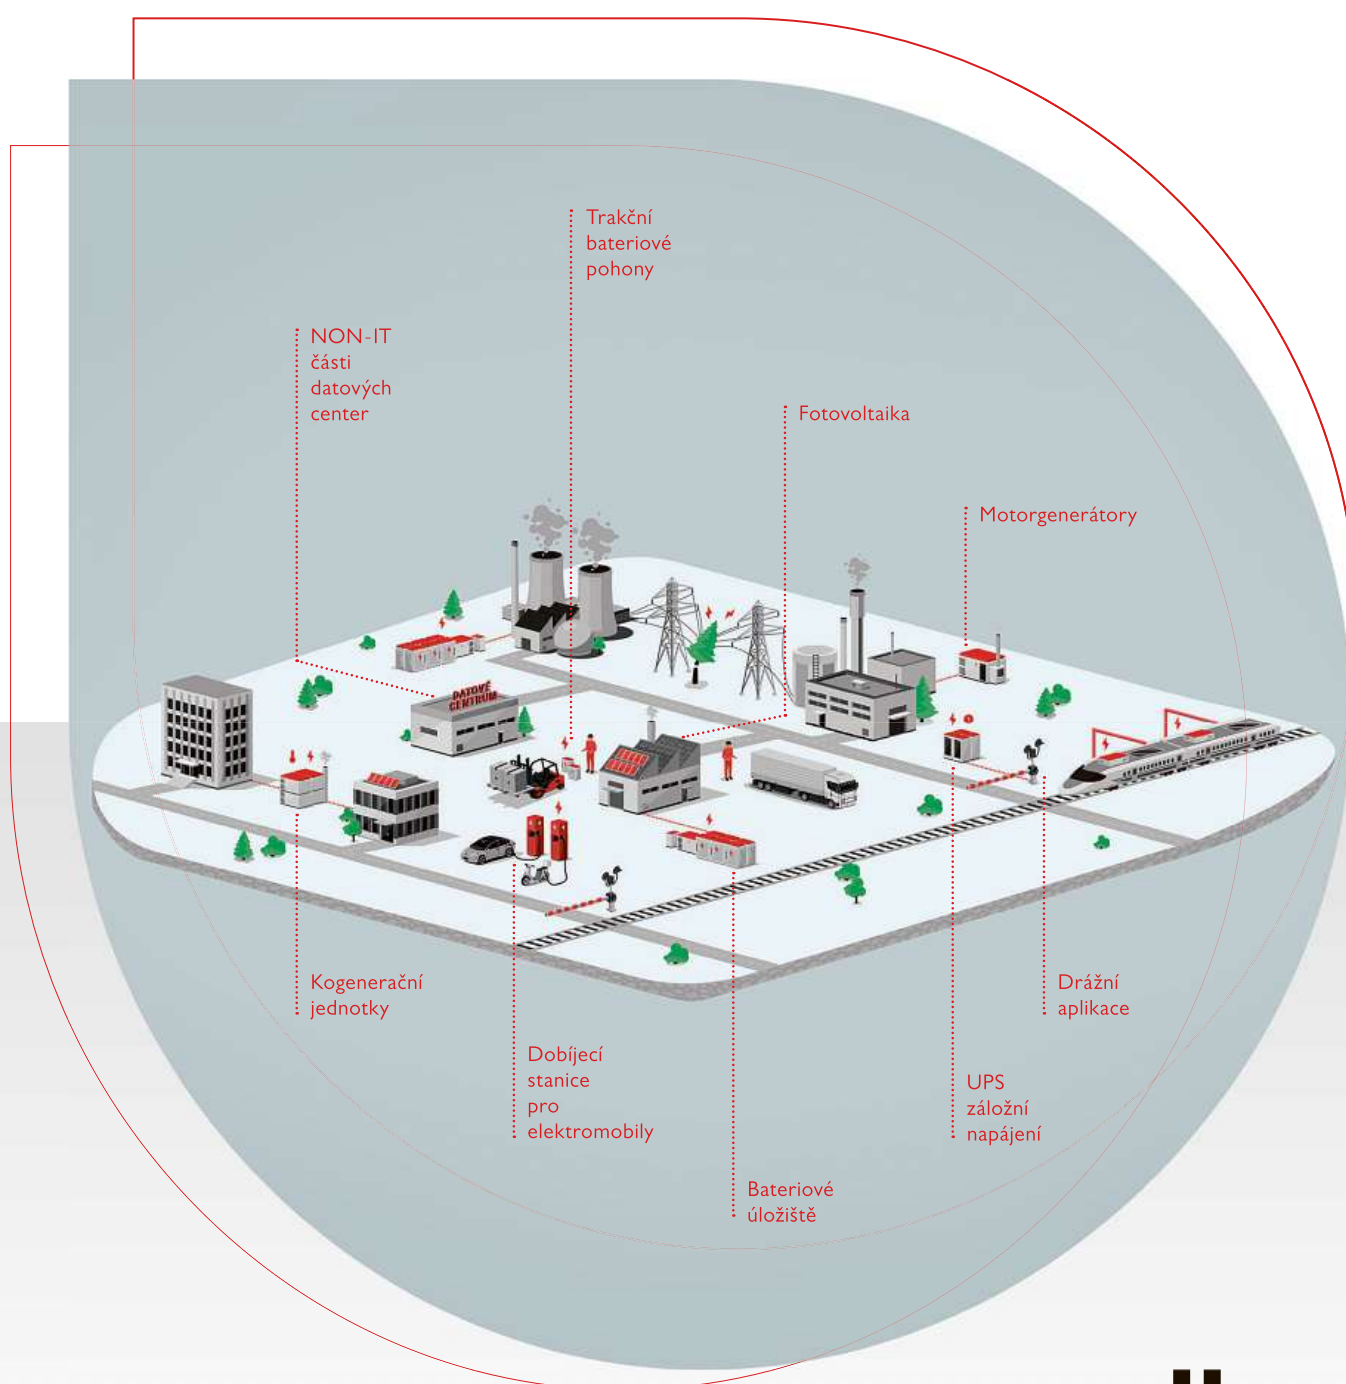 Trakční
bateriové
pohony
NON-IT
části
datových
center
Fotovoltaika
Motorgenerátory
DATOVÉ
CENTRUM
Kogenerační
jednotky
Dobíjecí
stanice
pro
elektromobily
Bateriové
úložiště
UPS
záložní
napájení
Drážní
aplikace